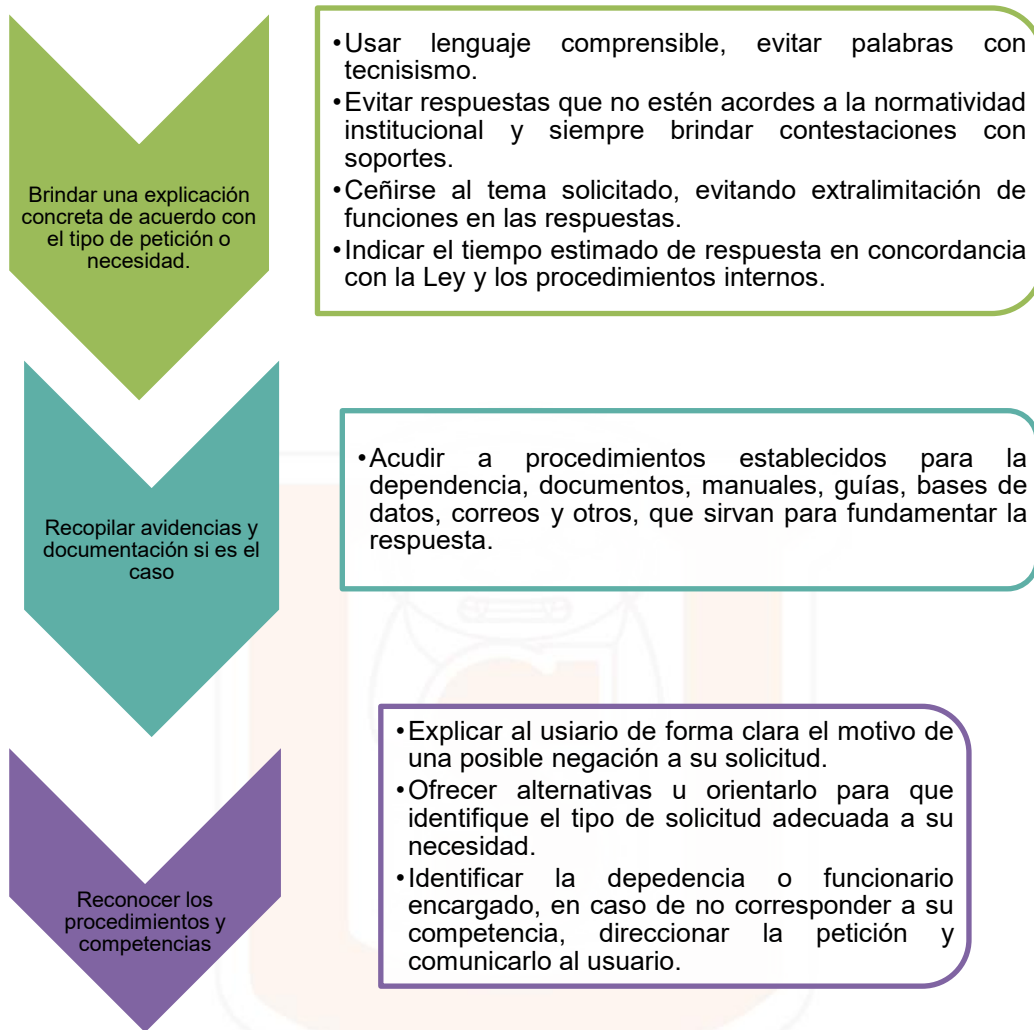 Brindar una explicación
concreta de acuerdo con
el tipo de petición o
necesidad.
•Usar lenguaje comprensible, evitar palabras con
tecnisismo.
•Evitar respuestas que no estén acordes a la normatividad
institucional y siempre brindar contestaciones con
soportes.
•Ceñirse al tema solicitado, evitando extralimitación de
funciones en las respuestas.
•Indicar el tiempo estimado de respuesta en concordancia
con la Ley y los procedimientos internos.
Recopilar avidencias y
documentación si es el
caso
•Acudir a procedimientos establecidos para la
dependencia, documentos, manuales, guías, bases de
datos, correos y otros, que sirvan para fundamentar la
respuesta.
Reconocer los
procedimientos y
competencias
•Explicar al usiario de forma clara el motivo de
una posible negación a su solicitud.
•Ofrecer alternativas u orientarlo para que
identifique el tipo de solicitud adecuada a su
necesidad.
•Identificar la depedencia o funcionario
encargado, en caso de no corresponder a su
competencia, direccionar la petición y
comunicarlo al usuario.